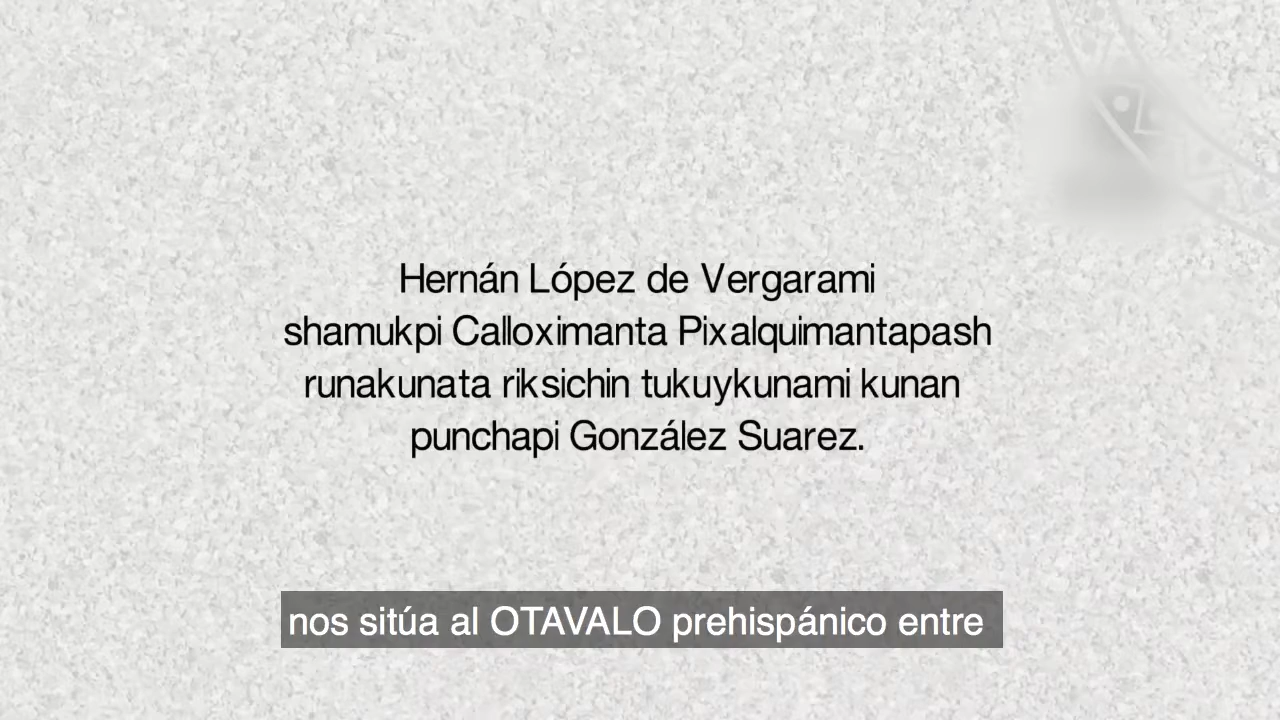 Hernán López de Vergarami
shamukpi Calloximanta Pixalquimantapash
runakunata riksichin tukuykunami kunan
punchapi González Suarez.
nos sitúa al OTAVALO prehispánico entre